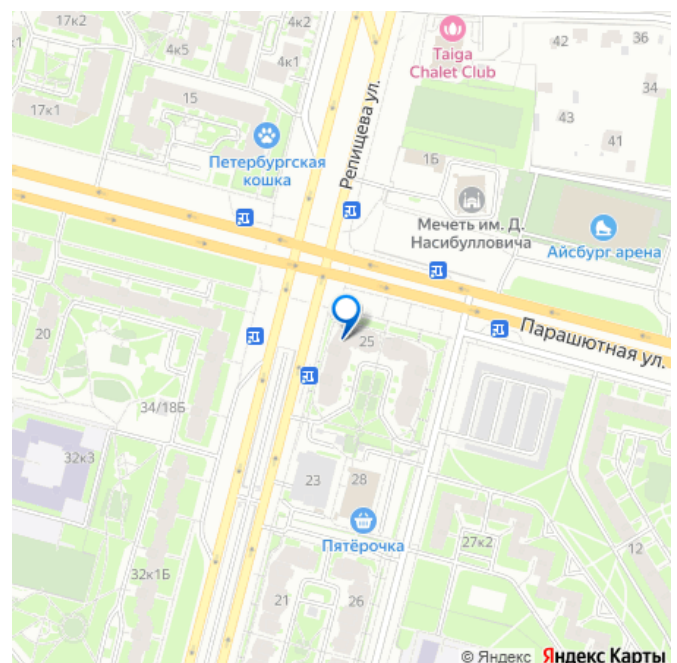 17к2
4к5
4к2
4к1
Taiga
Chalet Club
42
36
34
15
17к1
Репищева ул.
43
41
Петербургская
кошка
16
Мечеть им. Д.
Насибулловича
Айсбург арена
20
25
Парашютная ул.
34/18Б
32к3
23
28
Пятёрочка
27к2
12
32к1Б
21
26
© Яндекс Яндекс Карты